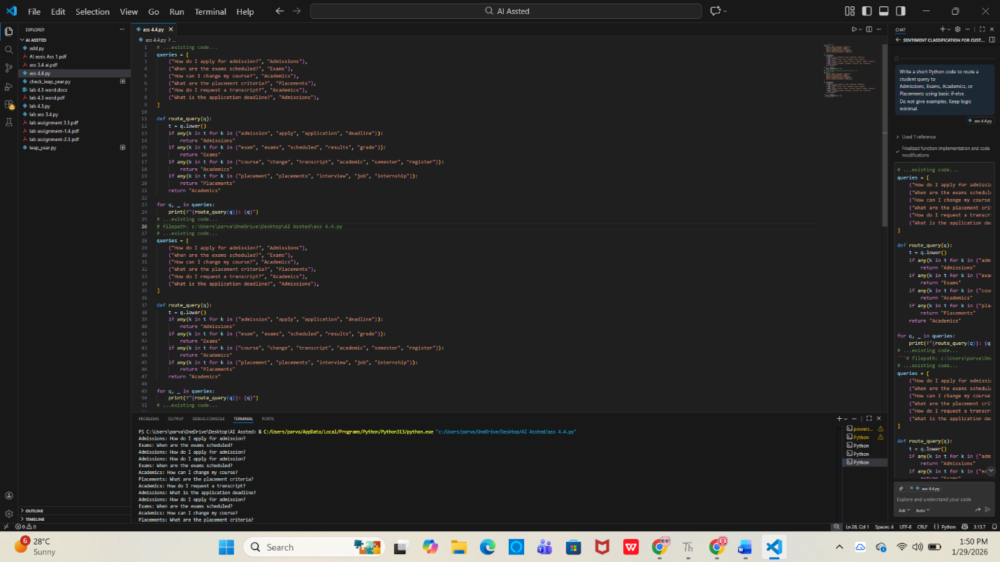 File Edit Selection View Go Run Terminal Help
AI Assted
EXPLORER
AI ASSTED
add.py
AI assis Ass 1.pdf
ass 3.4 ai.pdf
ass 4.4.py
check_leap_year.py
lab 4.3 word.docx
lab 4.3 word.pdf
lab 4.3.py
lab ass 3.4.py
lab assignment 3.3.pdf
lab assignment-1.4.pdf
lab assignment-2.3.pdf
leap_year.py
OUTLINE
TIMELINE
ass 4.4.py
ass 4.4.py > ...
1 # ...existing code...
2 queries = [
3 ("How do I apply for admission?", "Admissions"),
4 ("When are the exams scheduled?", "Exams"),
5 ("How can I change my course?", "Academics"),
6 ("What are the placement criteria?", "Placements"),
7 ("How do I request a transcript?", "Academics"),
8 ("What is the application deadline?", "Admissions"),
9 ]
10
11 def route_query(q):
12 t = q.lower()
13 if any(k in t for k in ("admission", "apply", "application", "deadline")):
14 return "Admissions"
15 if any(k in t for k in ("exam", "exams", "scheduled", "results", "grade")):
16 return "Exams"
17 if any(k in t for k in ("course", "change", "transcript", "academic", "semester", "register")):
18 return "Academics"
19 if any(k in t for k in ("placement", "placements", "interview", "job", "internship")):
20 return "Placements"
21 return "Academics"
22
23 for q, _ in queries:
24 print(f"{route_query(q)}: {q}")
25 # ...existing code...
26 # filepath: c:\Users\parva\OneDrive\Desktop\AI Assted\ass 4.4.py
27 # ...existing code...
28 queries = [
29 ("How do I apply for admission?", "Admissions"),
30 ("When are the exams scheduled?", "Exams"),
31 ("How can I change my course?", "Academics"),
32 ("What are the placement criteria?", "Placements"),
33 ("How do I request a transcript?", "Academics"),
34 ("What is the application deadline?", "Admissions"),
35 ]
36
37 def route_query(q):
38 t = q.lower()
39 if any(k in t for k in ("admission", "apply", "application", "deadline")):
40 return "Admissions"
41 if any(k in t for k in ("exam", "exams", "scheduled", "results", "grade")):
42 return "Exams"
43 if any(k in t for k in ("course", "change", "transcript", "academic", "semester", "register")):
44 return "Academics"
45 if any(k in t for k in ("placement", "placements", "interview", "job", "internship")):
46 return "Placements"
47 return "Academics"
48
49 for q, _ in queries:
50 print(f"{route_query(q)}: {q}")
51 # ...existing code...
PROBLEMS OUTPUT DEBUG CONSOLE TERMINAL PORTS
PS C:\Users\parva\OneDrive\Desktop\AI Assted> & C:/Users/parva/AppData/Local/Programs/Python/Python313/python.exe "c:/Users/parva/OneDrive/Desktop/AI Assted/ass 4.4.py"
Admissions: How do I apply for admission?
Exams: When are the exams scheduled?
Admissions: How do I apply for admission?
Admissions: How do I apply for admission?
Exams: When are the exams scheduled?
Academics: How can I change my course?
Placements: What are the placement criteria?
Academics: How do I request a transcript?
Admissions: What is the application deadline?
Admissions: How do I apply for admission?
Exams: When are the exams scheduled?
Academics: How can I change my course?
Placements: What are the placement criteria?
powers...
Python
Python
Python
Python
CHAT
SENTIMENT CLASSIFICATION FOR CUST...
Write a short Python code to route a
student query to
Admissions, Exams, Academics, or
Placements using basic if-else.
Do not give examples. Keep logic
minimal.
ass 4.4.py
Used 1 reference
Finalized function implementation and code
modifications
# ...existing code...
queries = [
("How do I apply for admissi
("When are the exams schedul
("How can I change my course
("What are the placement cri
("How do I request a transcr
("What is the application dea
]
def route_query(q):
t = q.lower()
if any(k in t for k in ("adm
return "Admissions"
if any(k in t for k in ("exa
return "Exams"
if any(k in t for k in ("cou
return "Academics"
if any(k in t for k in ("pla
return "Placements"
return "Academics"
for q, _ in queries:
print(f"{route_query(q)}: {q
# ...existing code...
```# filepath: c:\Users\parva\On
# ...existing code...
queries = [
("How do I apply for admissi
("When are the exams schedul
("How can I change my course
("What are the placement cri
("How do I request a transcr
("What is the application dea
]
def route_query(q):
t = q.lower()
if any(k in t for k in ("adm
return "Admissions"
if any(k in t for k in ("ex
ass 4.4.py
Explore and understand your code
Ask Auto
0 0
Ln 26, Col 1 Spaces: 4 UTF-8 CRLF { } Python 3.13.7
6
28°C
Sunny
Search
1:50 PM
1/29/2026